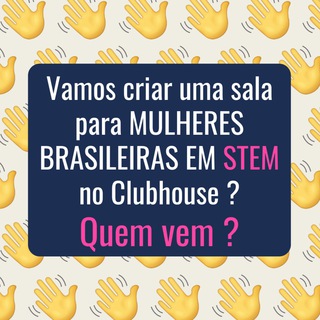 Vamos criar uma sala
para MULHERES
BRASILEIRAS EM STEM
no Clubhouse ?
Quem vem ?